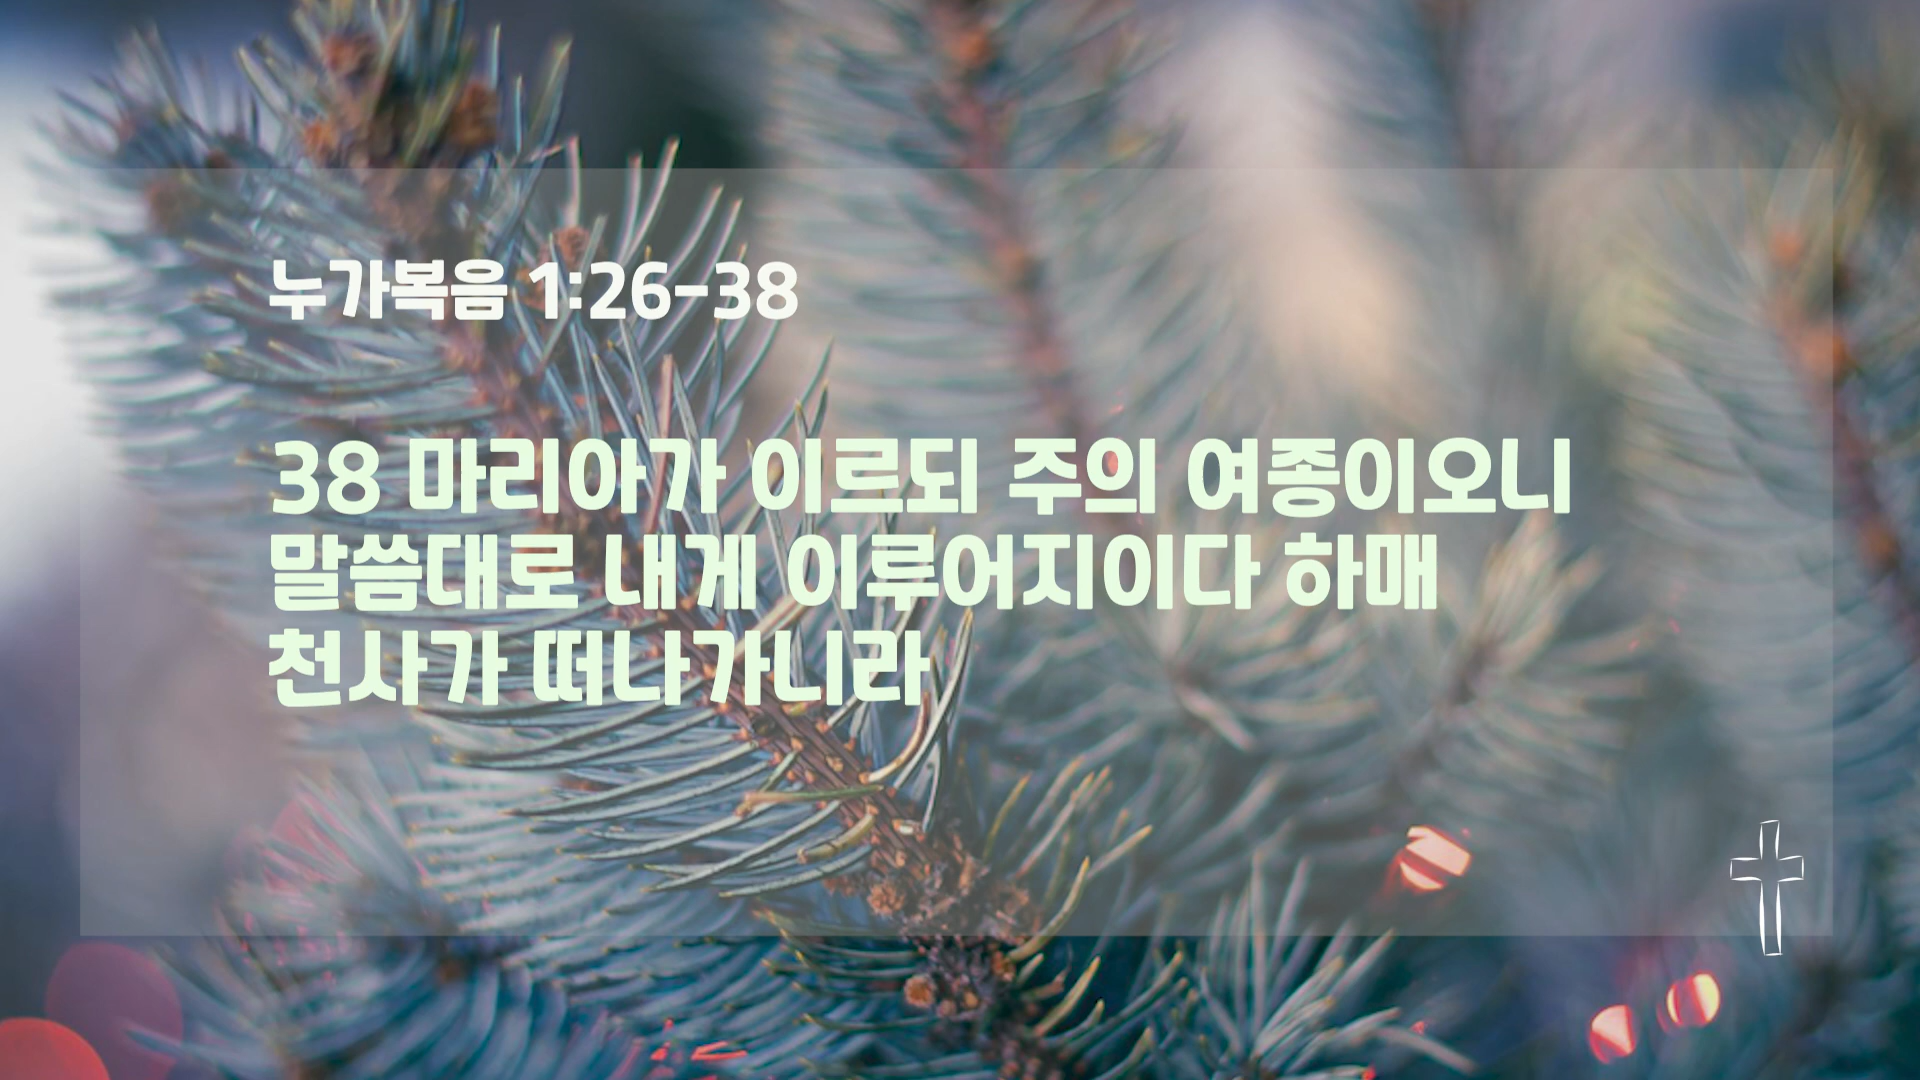 누가복음 1:26-38
38 마리아가 이르되 주의 여종이오니
말씀대로 내게 이루어지이다 하매
천사가 떠나가니라